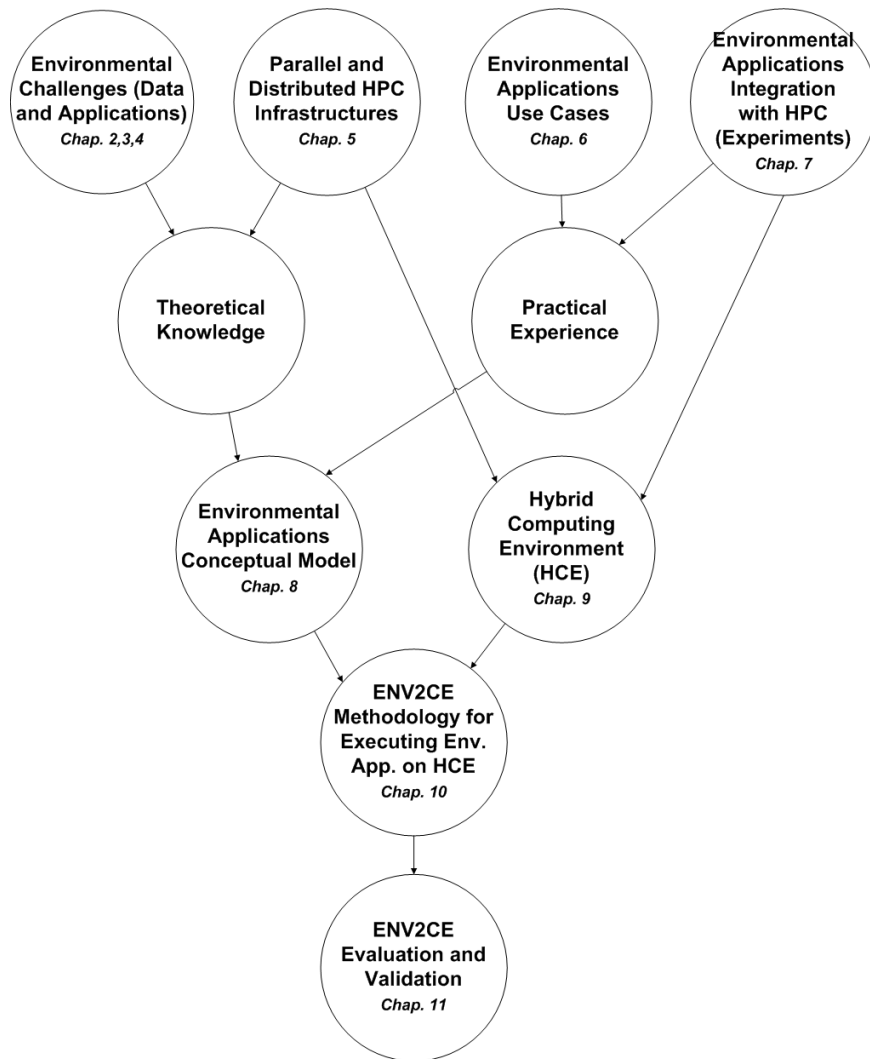 Environmental
Challenges (Data
and Applications)
Chap. 2,3,4
Parallel and
Distributed HPC
Infrastructures
Chap. 5
Environmental
Applications
Use Cases
Chap. 6
Environmental
Applications
Integration
with HPC
(Experiments)
Chap. 7
Theoretical
Knowledge
Practical
Experience
Environmental
Applications
Conceptual Model
Chap. 8
Hybrid
Computing
Environment
(HCE)
Chap. 9
ENV2CE
Methodology for
Executing Env.
App. on HCE
Chap. 10
ENV2CE
Evaluation and
Validation
Chap. 11